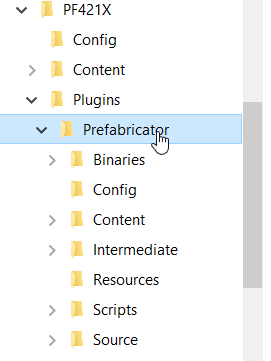 PF421X
Config
Content
Plugins
Prefabricator
Binaries
Config
Content
Intermediate
Resources
Scripts
Source